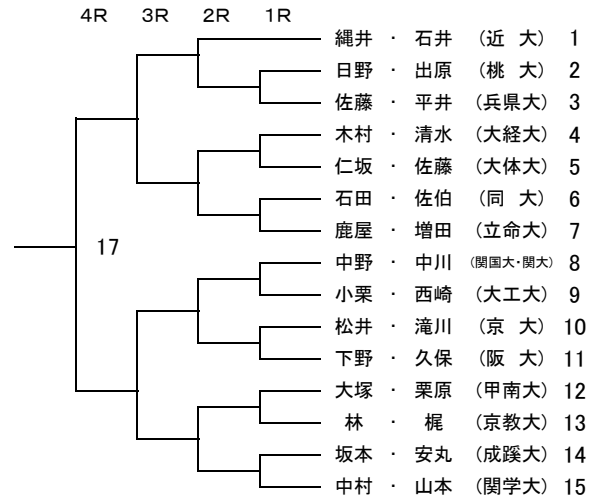 ４Ｒ ３Ｒ ２Ｒ １Ｒ
縄井 ・ 石井 （近 大） 1
日野 ・ 出原 （桃 大） 2
佐藤 ・ 平井 （兵県大） 3
木村 ・ 清水 （大経大） 4
仁坂 ・ 佐藤 （大体大） 5
石田 ・ 佐伯 （同 大） 6
鹿屋 ・ 増田 （立命大） 7
17
中野 ・ 中川 （関国大・関大） 8
小栗 ・ 西崎 （大工大） 9
松井 ・ 滝川 （京 大） 10
下野 ・ 久保 （阪 大） 11
大塚 ・ 栗原 （甲南大） 12
林 ・ 梶 （京教大） 13
坂本 ・ 安丸 （成蹊大） 14
中村 ・ 山本 （関学大） 15